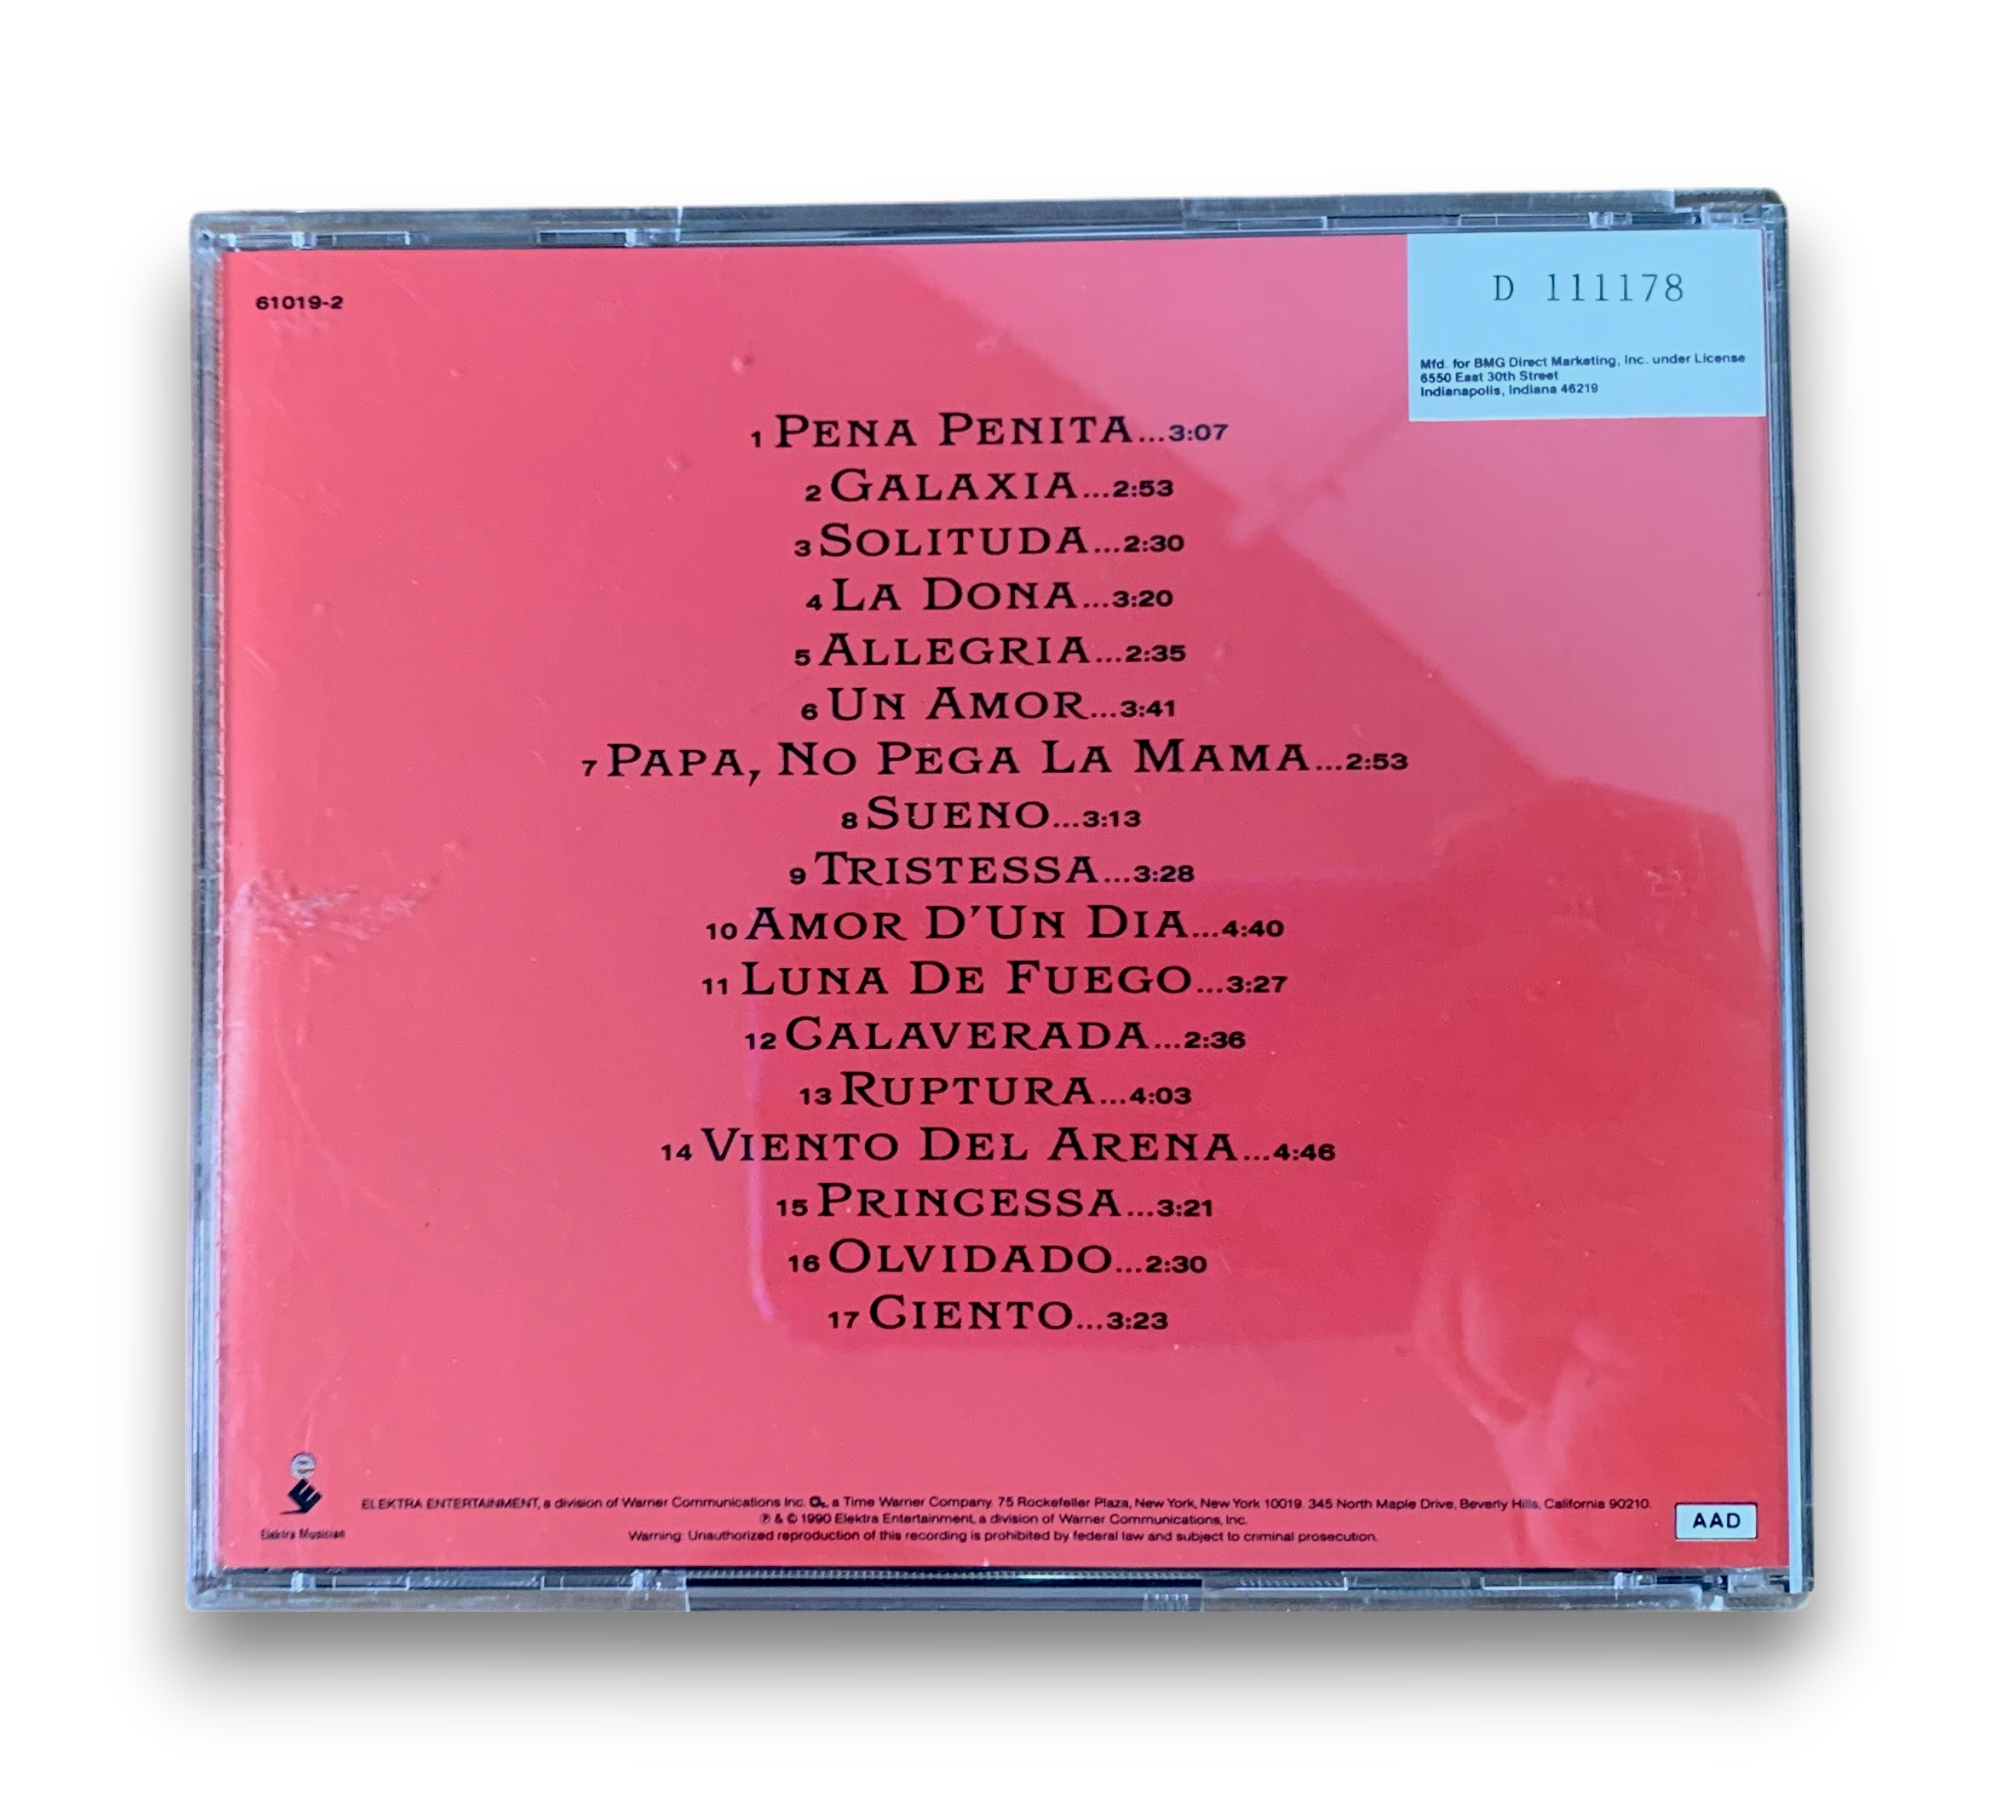 61019-2
D 111178
Mfd. for BMG Direct Marketing, Inc. under License
6550 East 30th Street
Indianapolis, Indiana 46219
1 PENA PENITA...3:07
2 GALAXIA...2:53
3 SOLITUDA...2:30
4 LA DONA...3:20
5 ALLEGRIA...2:35
6 UN AMOR...3:41
7 PAPA, NO PEGA LA MAMA...2:53
8 SUENO...3:13
9 TRISTESSA...3:28
10 AMOR D'UN DIA...4:40
11 LUNA DE FUEGO...3:27
12 CALAVERADA...2:36
13 RUPTURA...4:03
14 VIENTO DEL ARENA...4:46
15 PRINCESSA...3:21
16 OLVIDADO...2:30
17 CIENTO...3:23
e
E
Elektra Musician
ELEKTRA ENTERTAINMENT, a division of Warner Communications Inc. a Time Warner Company. 75 Rockefeller Plaza, New York, New York 10019. 345 North Maple Drive, Beverly Hills, California 90210.
℗ & © 1990 Elektra Entertainment, a division of Warner Communications, Inc.
Warning: Unauthorized reproduction of this recording is prohibited by federal law and subject to criminal prosecution.
AAD